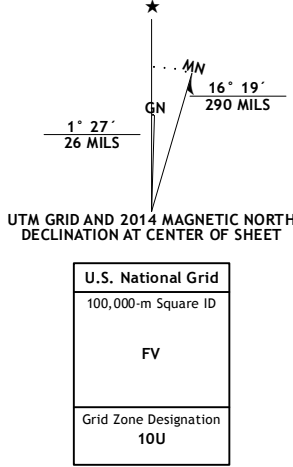 ★
MN
GN
16° 19´
290 MILS
1° 27´
26 MILS
UTM GRID AND 2014 MAGNETIC NORTH
DECLINATION AT CENTER OF SHEET
U.S. National Grid
100,000-m Square ID
FV
Grid Zone Designation
10U